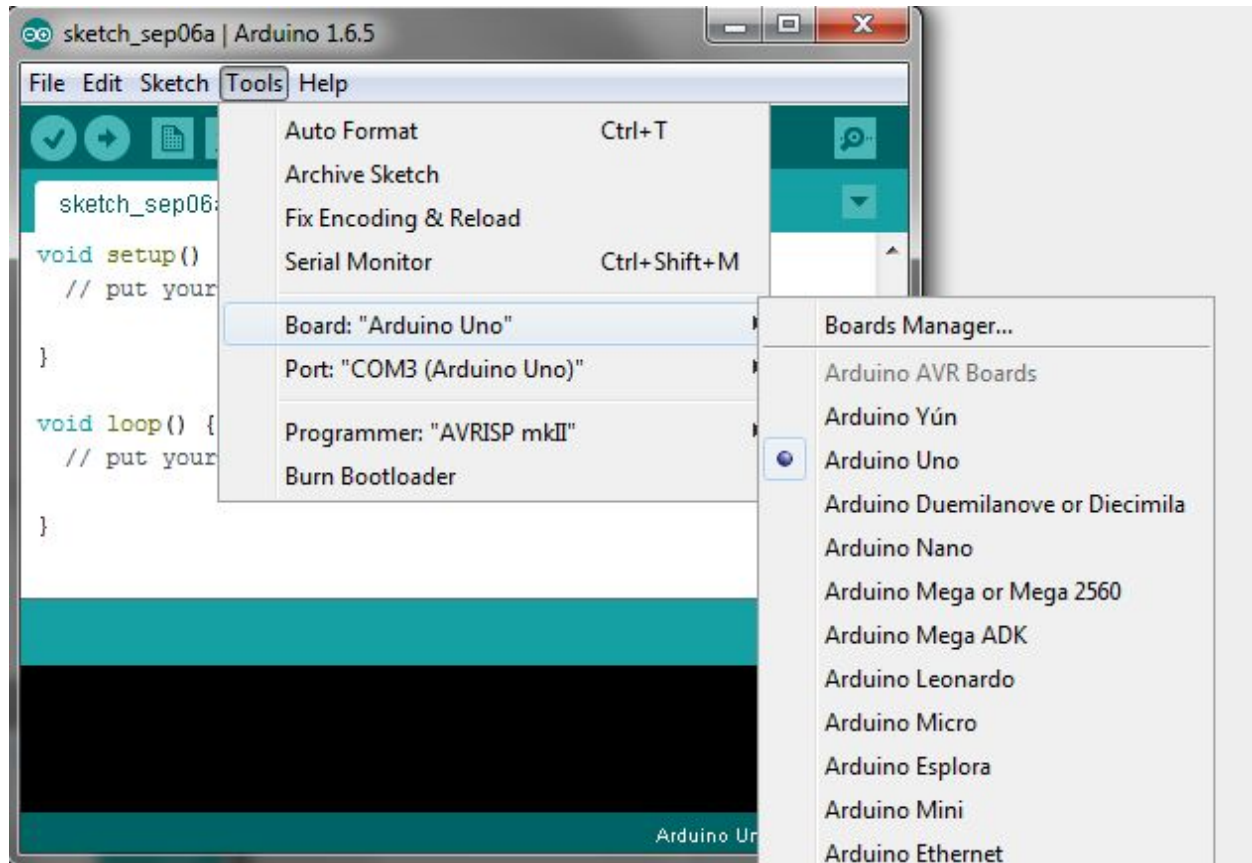 sketch_sep06a | Arduino 1.6.5
File Edit Sketch Tools Help
Auto Format Ctrl+T
Archive Sketch
Fix Encoding & Reload
Serial Monitor Ctrl+Shift+M
Board: "Arduino Uno"
Port: "COM3 (Arduino Uno)"
Programmer: "AVRISP mkII"
Burn Bootloader
Boards Manager...
Arduino AVR Boards
Arduino Yún
Arduino Uno
Arduino Duemilanove or Diecimila
Arduino Nano
Arduino Mega or Mega 2560
Arduino Mega ADK
Arduino Leonardo
Arduino Micro
Arduino Esplora
Arduino Mini
Arduino Ethernet
sketch_sep06a
void setup()
// put your
}
void loop() {
// put your
}
Arduino Un